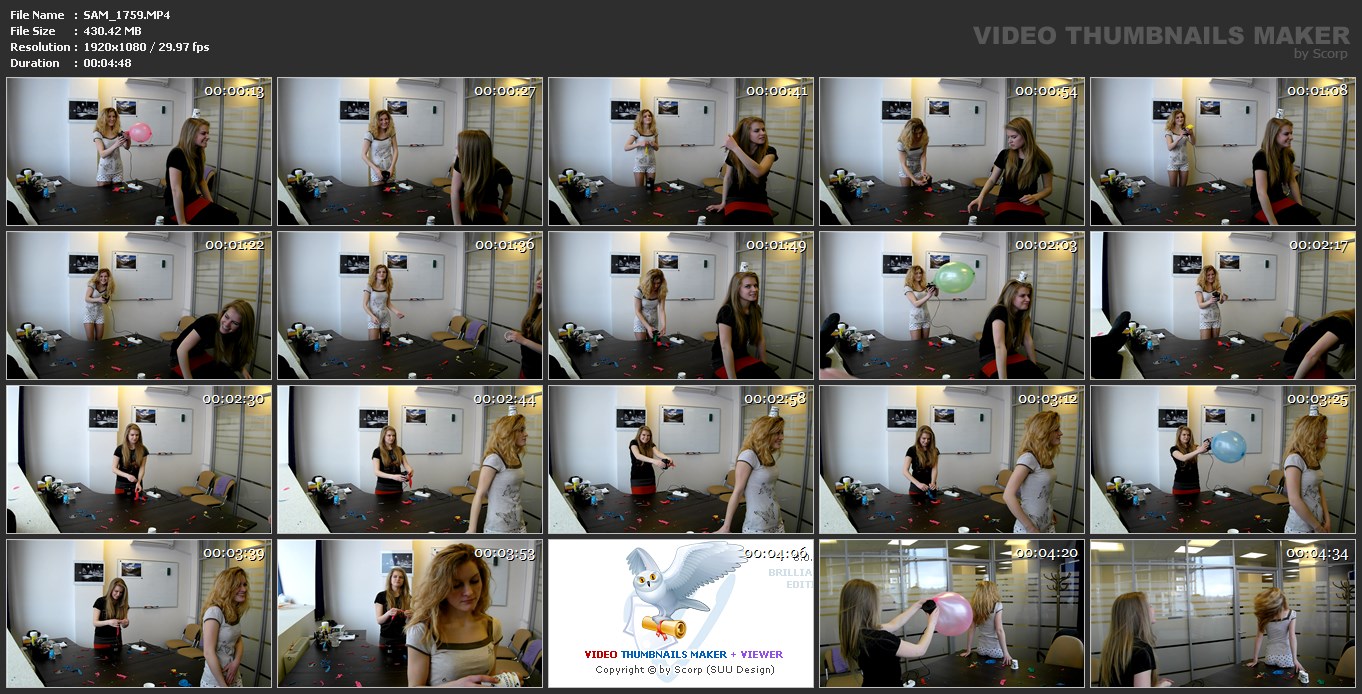 File Name : SAM_1759.MP4
File Size : 430.42 MB
Resolution : 1920x1080 / 29.97 fps
Duration : 00:04:48
VIDEO THUMBNAILS MAKER
by Scorp
00:00:13
00:00:27
00:00:41
00:00:54
00:01:08
00:01:22
00:01:36
00:01:49
00:02:03
00:02:17
00:02:30
00:02:44
00:02:58
00:03:12
00:03:25
00:03:39
00:03:53
00:04:06
BRILLIA
EDIT
VIDEO THUMBNAILS MAKER + VIEWER
Copyright © by Scorp (SUU Design)
00:04:20
00:04:34